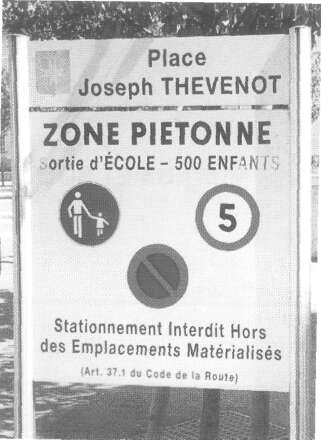 Place
Joseph THEVENOT
ZONE PIETONNE
sortie d'ÉCOLE – 500 ENFANTS
5
Stationnement Interdit Hors
des Emplacements Matérialisés
(Art. 37.1 du Code de la Route)